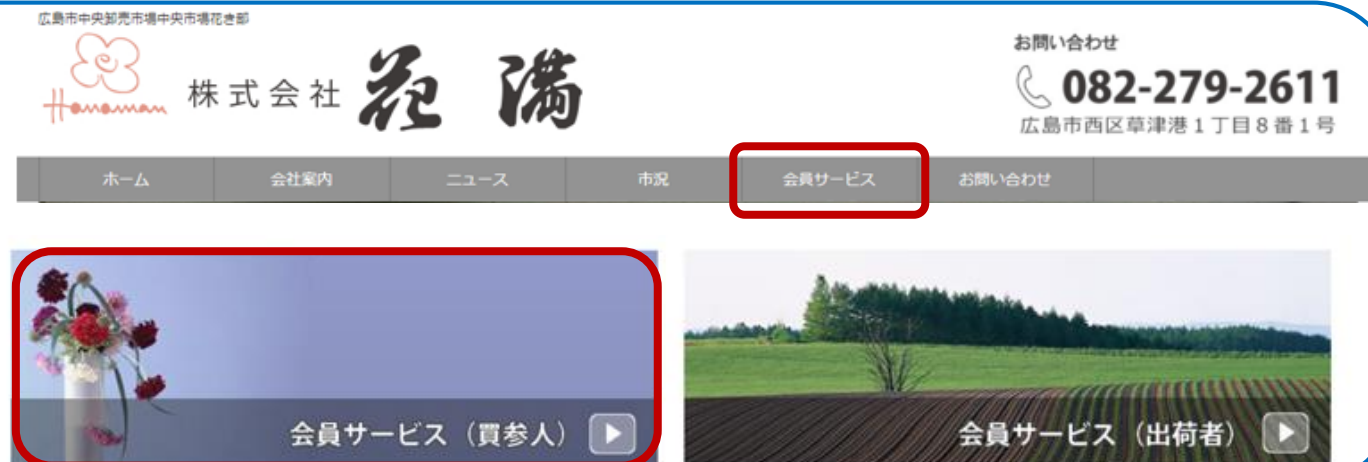 広島市中央卸売市場中央市場花き部
Hanaman
株式会社 花満
お問い合わせ
082-279-2611
広島市西区草津港1丁目8番1号
ホーム 会社案内 ニュース 市況 会員サービス お問い合わせ
会員サービス（買参人）
会員サービス（出荷者）